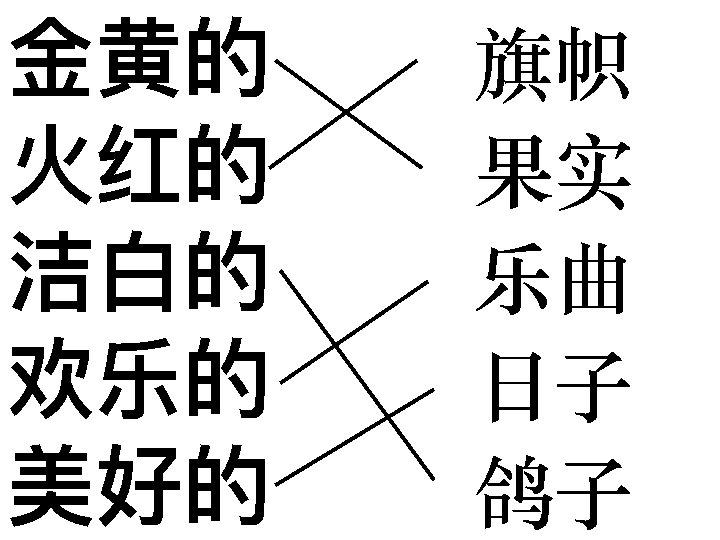 金黄的 旗帜
火红的 果实
洁白的 乐曲
欢乐的 日子
美好的 鸽子